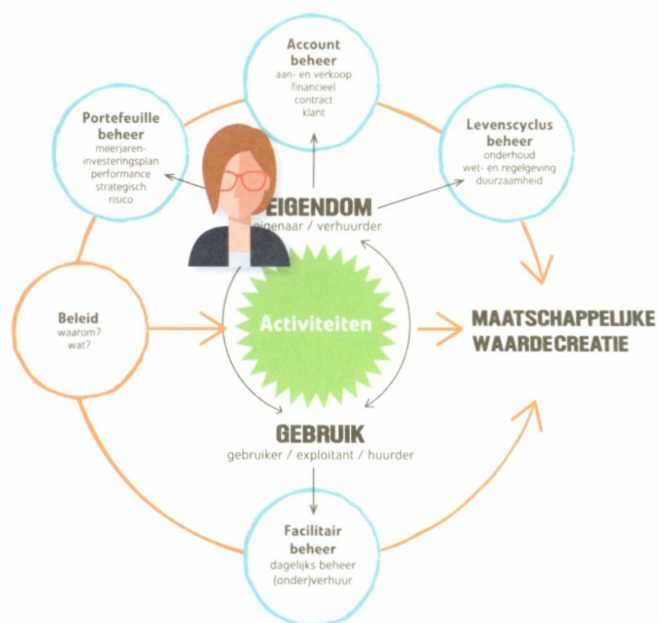 Account
beheer
aan- en verkoop
financieel
contract
klant
Portefeuille
beheer
meerjaren-
investeringsplan
performance
strategisch
risico
Levenscyclus
beheer
onderhoud
wet- en regelgeving
duurzaamheid
EIGENDOM
eigenaar / verhuurder
Beleid
waarom?
wat?
Activiteiten
MAATSCHAPPELIJKE
WAARDECREATIE
GEBRUIK
gebruiker / exploitant / huurder
Facilitair
beheer
dagelijks beheer
(onder)verhuur